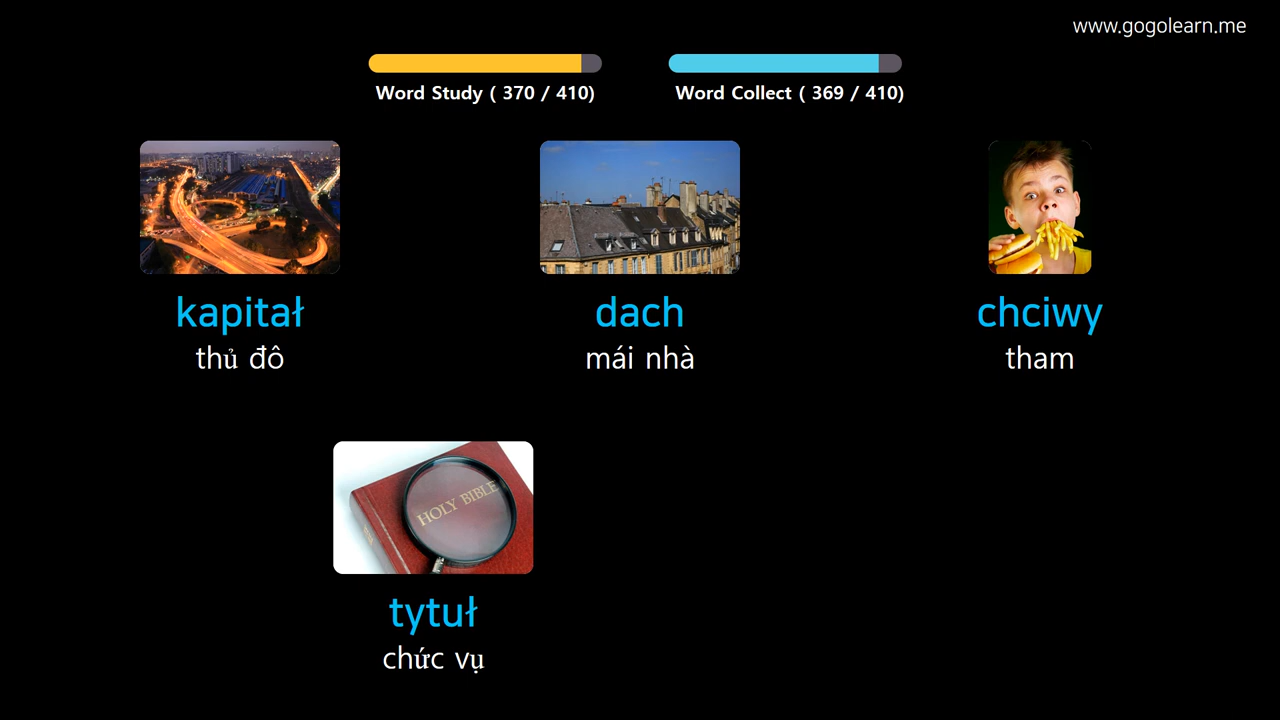 www.gogolearn.me
Word Study ( 370 / 410)
Word Collect ( 369 / 410)
kapitał
thủ đô
dach
mái nhà
chciwy
tham
HOLY BIBLE
tytuł
chức vụ